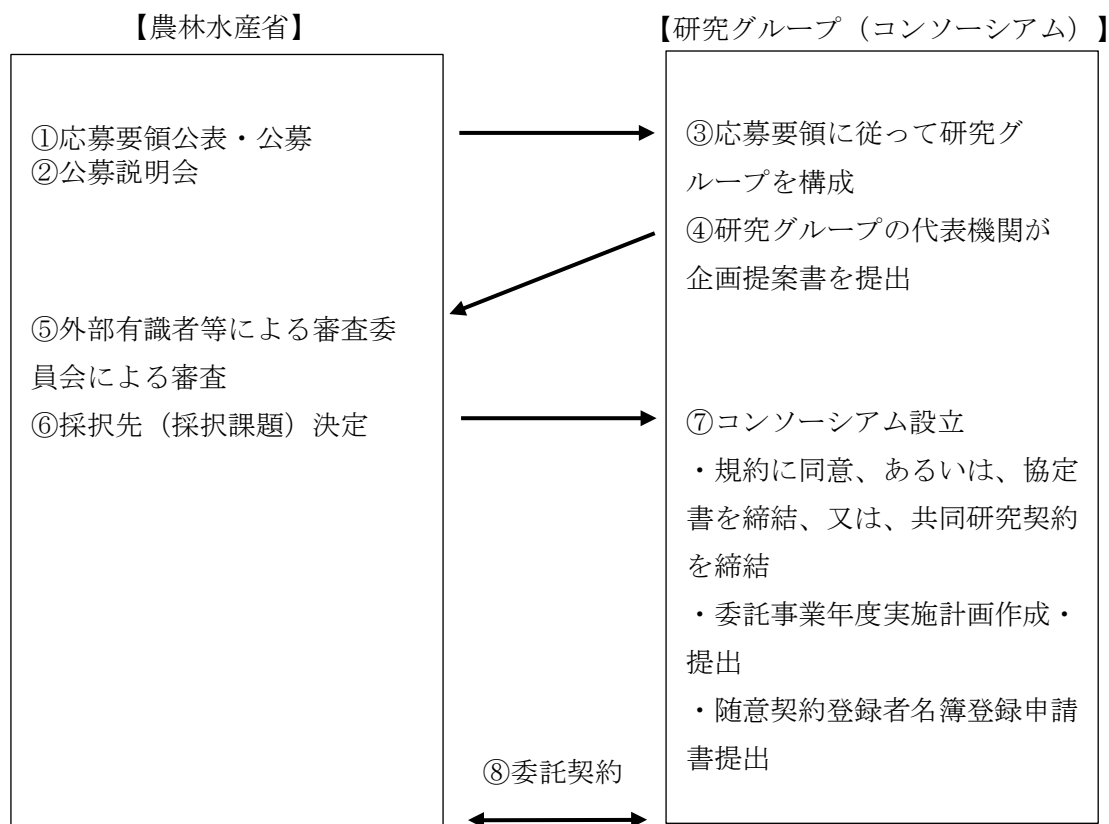 【農林水産省】
①応募要領公表・公募
②公募説明会
⑤外部有識者等による審査委
員会による審査
⑥採択先（採択課題）決定
【研究グループ（コンソーシアム）】
③応募要領に従って研究グ
ループを構成
④研究グループの代表機関が
企画提案書を提出
⑦コンソーシアム設立
・規約に同意、あるいは、協定
書を締結、又は、共同研究契約
を締結
・委託事業年度実施計画作成・
提出
・随意契約登録者名簿登録申請
書提出
⑧委託契約